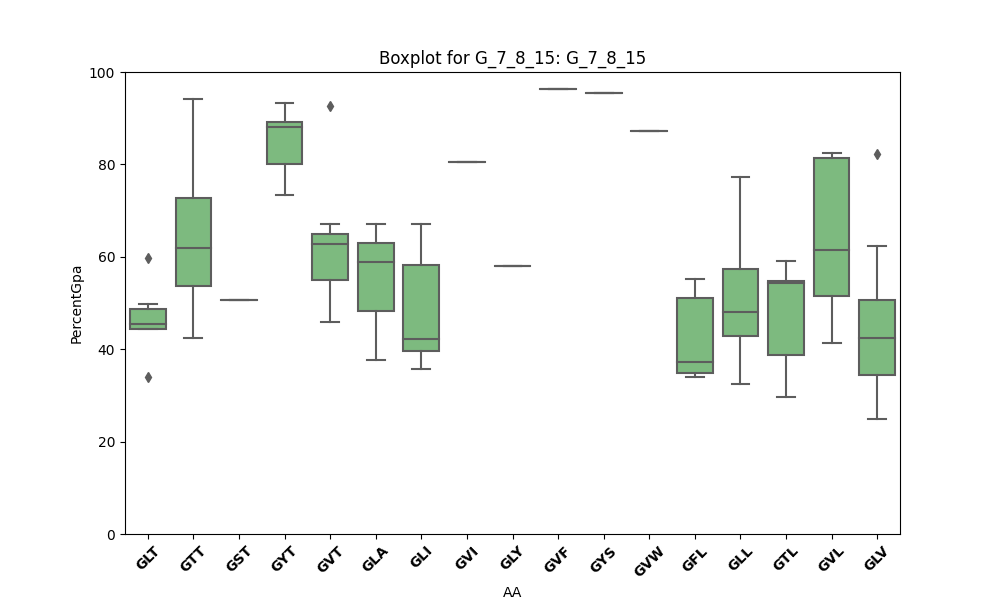 Boxplot for G_7_8_15: G_7_8_15
PercentGpa
100
80
60
40
20
0
GLT GTT GST GYT GVT GLA GLI GVI GLY GVF GYS GVW GFL GLL GTL GVL GLV
AA